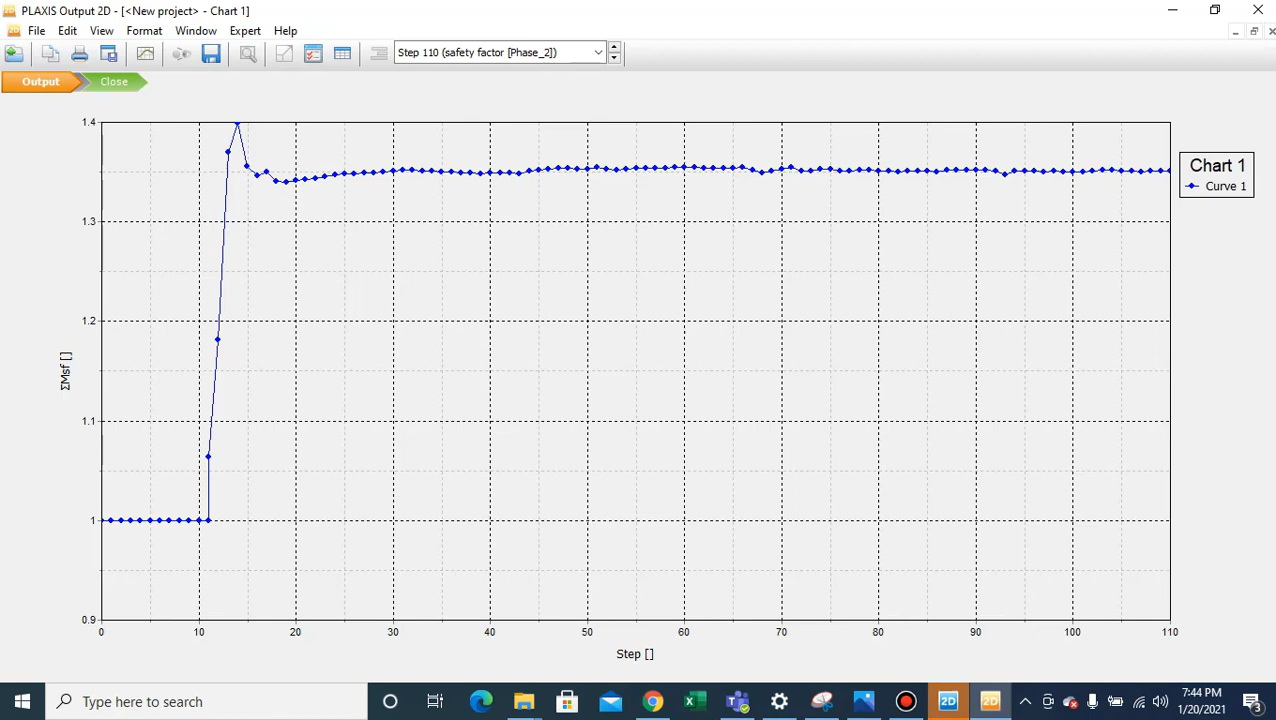 PLAXIS Output 2D - [<New project> - Chart 1]
File Edit View Format Window Expert Help
Step 110 (safety factor [Phase_2])
Output Close
1.4
1.3
1.2
1.1
1
0.9
ΣMsf []
0 10 20 30 40 50 60 70 80 90 100 110
Step []
Chart 1
Curve 1
Type here to search
2D 2D
7:44 PM
1/20/2021
3